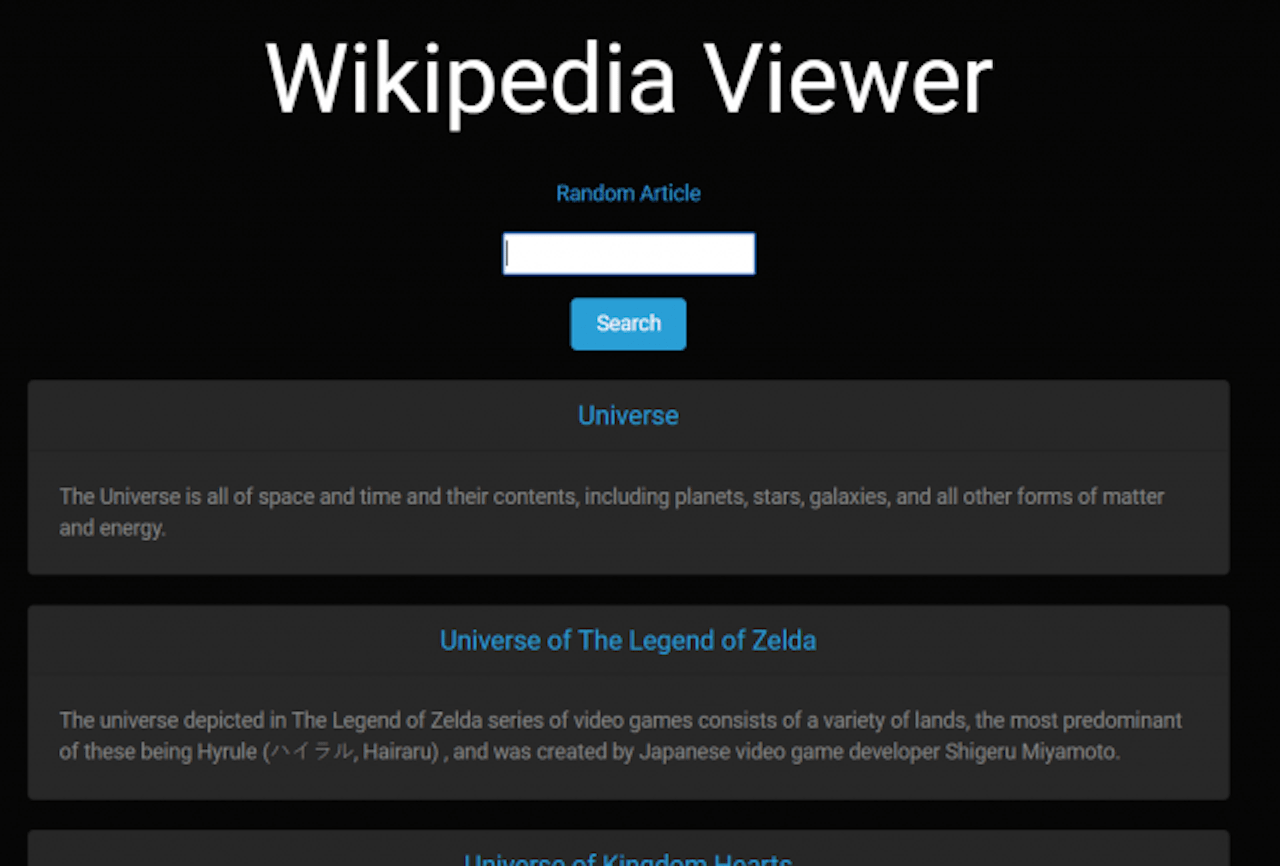 Wikipedia Viewer
Random Article
Search
Universe
The Universe is all of space and time and their contents, including planets, stars, galaxies, and all other forms of matter
and energy.
Universe of The Legend of Zelda
The universe depicted in The Legend of Zelda series of video games consists of a variety of lands, the most predominant
of these being Hyrule (ハイラル, Hairaru) , and was created by Japanese video game developer Shigeru Miyamoto.
Universe of Kingdom Hearts